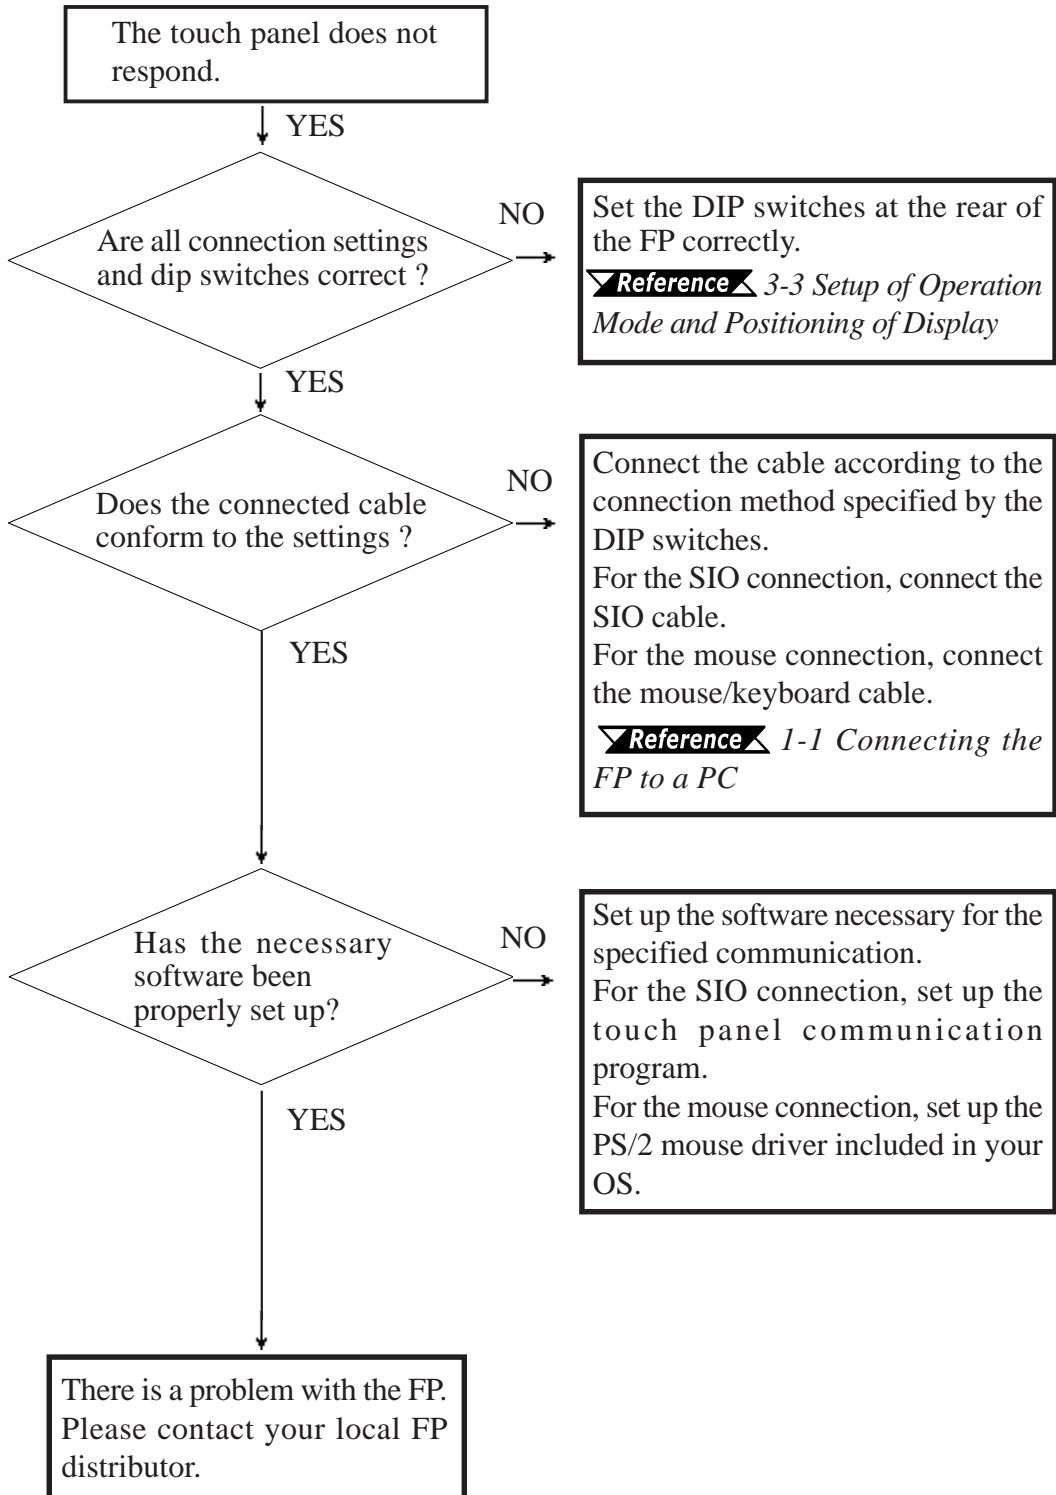 The touch panel does not
respond.
YES
Are all connection settings
and dip switches correct ?
NO
Set the DIP switches at the rear of
the FP correctly.
Reference 3-3 Setup of Operation
Mode and Positioning of Display
YES
Does the connected cable
conform to the settings ?
NO
Connect the cable according to the
connection method specified by the
DIP switches.
For the SIO connection, connect the
SIO cable.
For the mouse connection, connect
the mouse/keyboard cable.
Reference 1-1 Connecting the
FP to a PC
YES
Has the necessary
software been
properly set up?
NO
Set up the software necessary for the
specified communication.
For the SIO connection, set up the
touch panel communication
program.
For the mouse connection, set up the
PS/2 mouse driver included in your
OS.
YES
There is a problem with the FP.
Please contact your local FP
distributor.